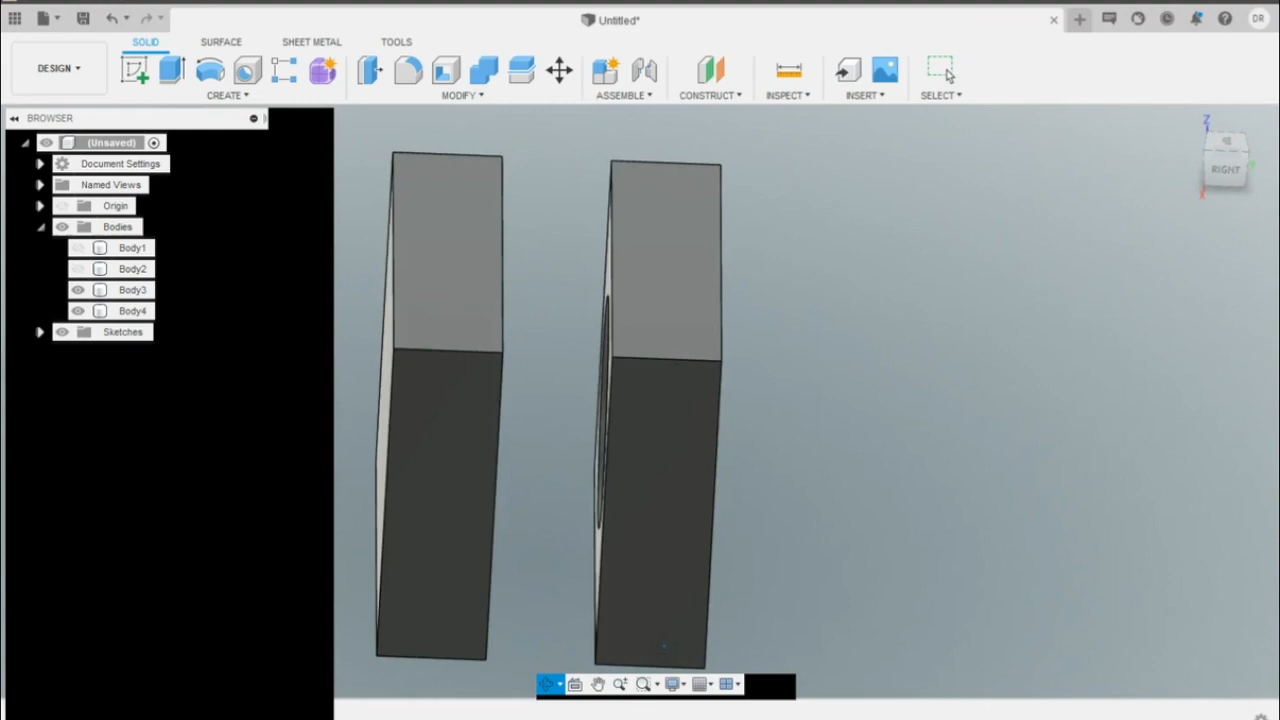 Untitled*
DR
SOLID SURFACE SHEET METAL TOOLS
DESIGN ▾
CREATE ▾ MODIFY ▾ ASSEMBLE ▾ CONSTRUCT ▾ INSPECT ▾ INSERT ▾ SELECT ▾
BROWSER
(Unsaved)
Document Settings
Named Views
Origin
Bodies
Body1
Body2
Body3
Body4
Sketches
Z
RIGHT
X